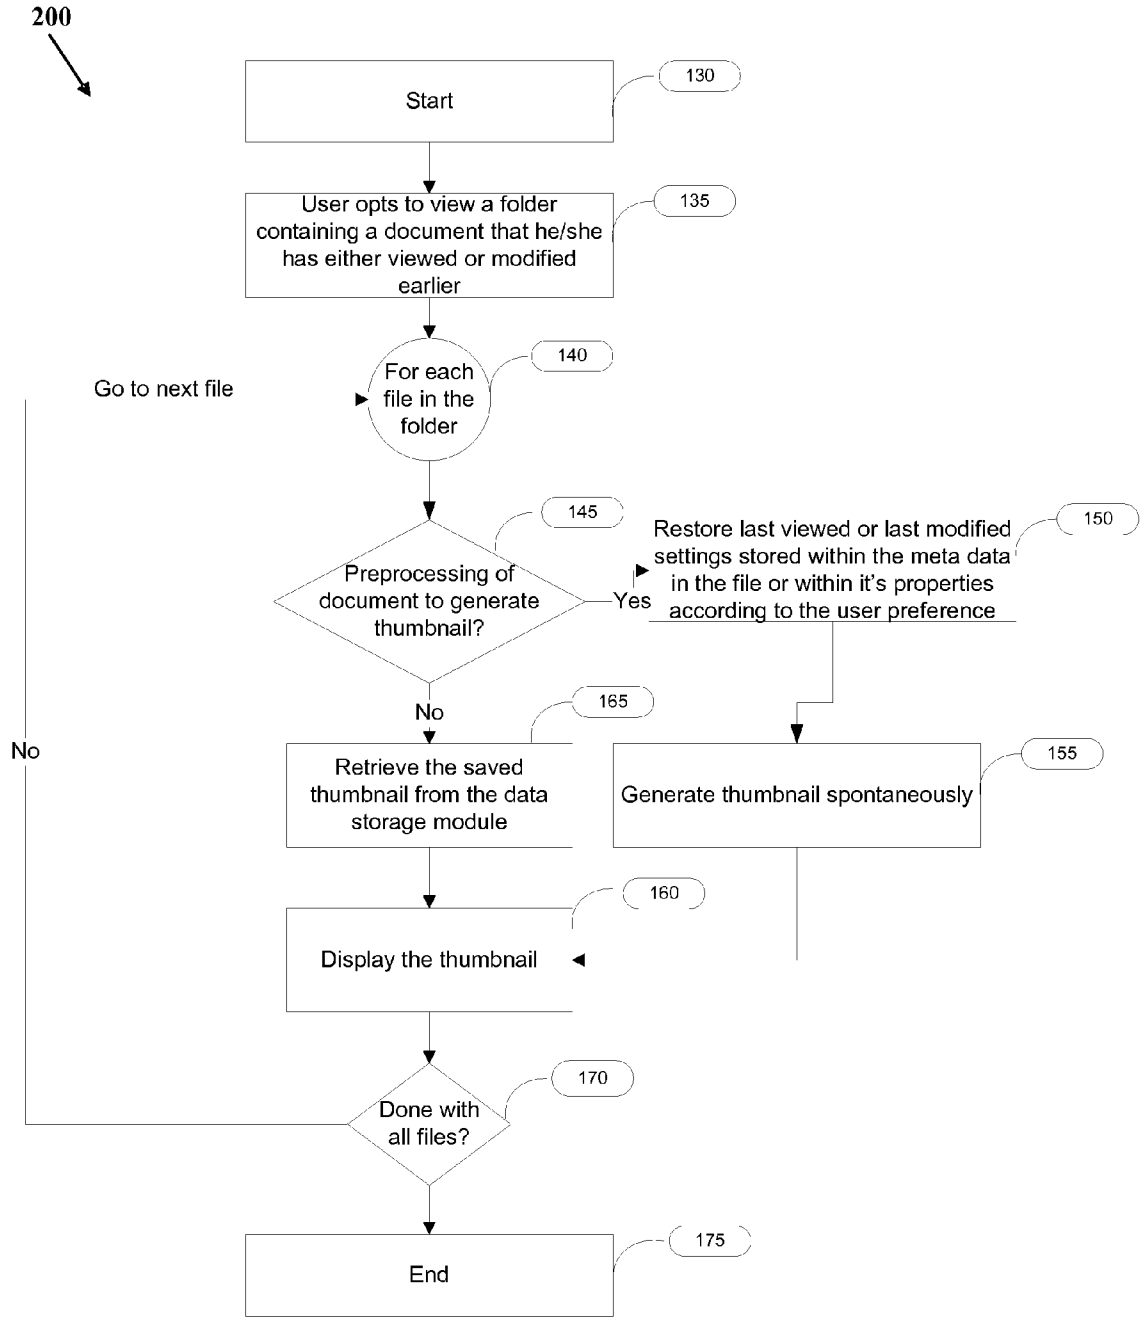 200
130
Start
135
User opts to view a folder
containing a document that he/she
has either viewed or modified
earlier
140
For each
file in the
folder
Go to next file
145
Preprocessing of
document to generate
thumbnail?
Yes
150
Restore last viewed or last modified
settings stored within the meta data
in the file or within it's properties
according to the user preference
No
165
Retrieve the saved
thumbnail from the data
storage module
155
Generate thumbnail spontaneously
No
160
Display the thumbnail
170
Done with
all files?
175
End